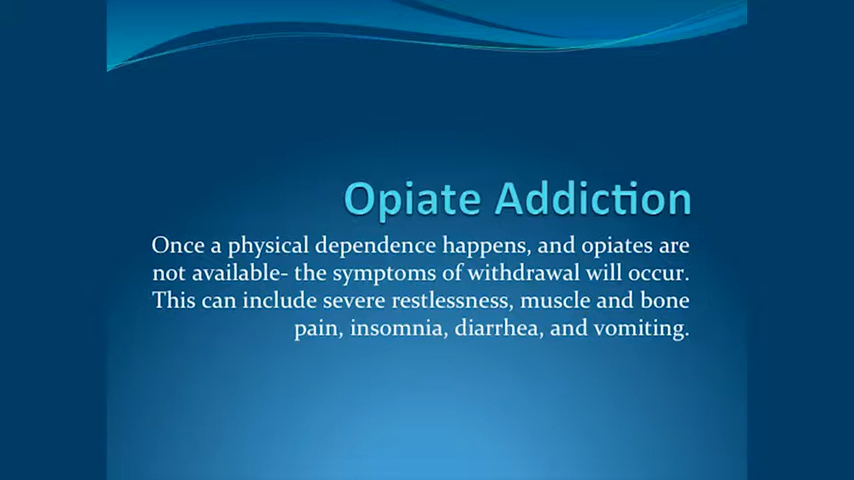 Opiate Addiction
Once a physical dependence happens, and opiates are
not available- the symptoms of withdrawal will occur.
This can include severe restlessness, muscle and bone
pain, insomnia, diarrhea, and vomiting.